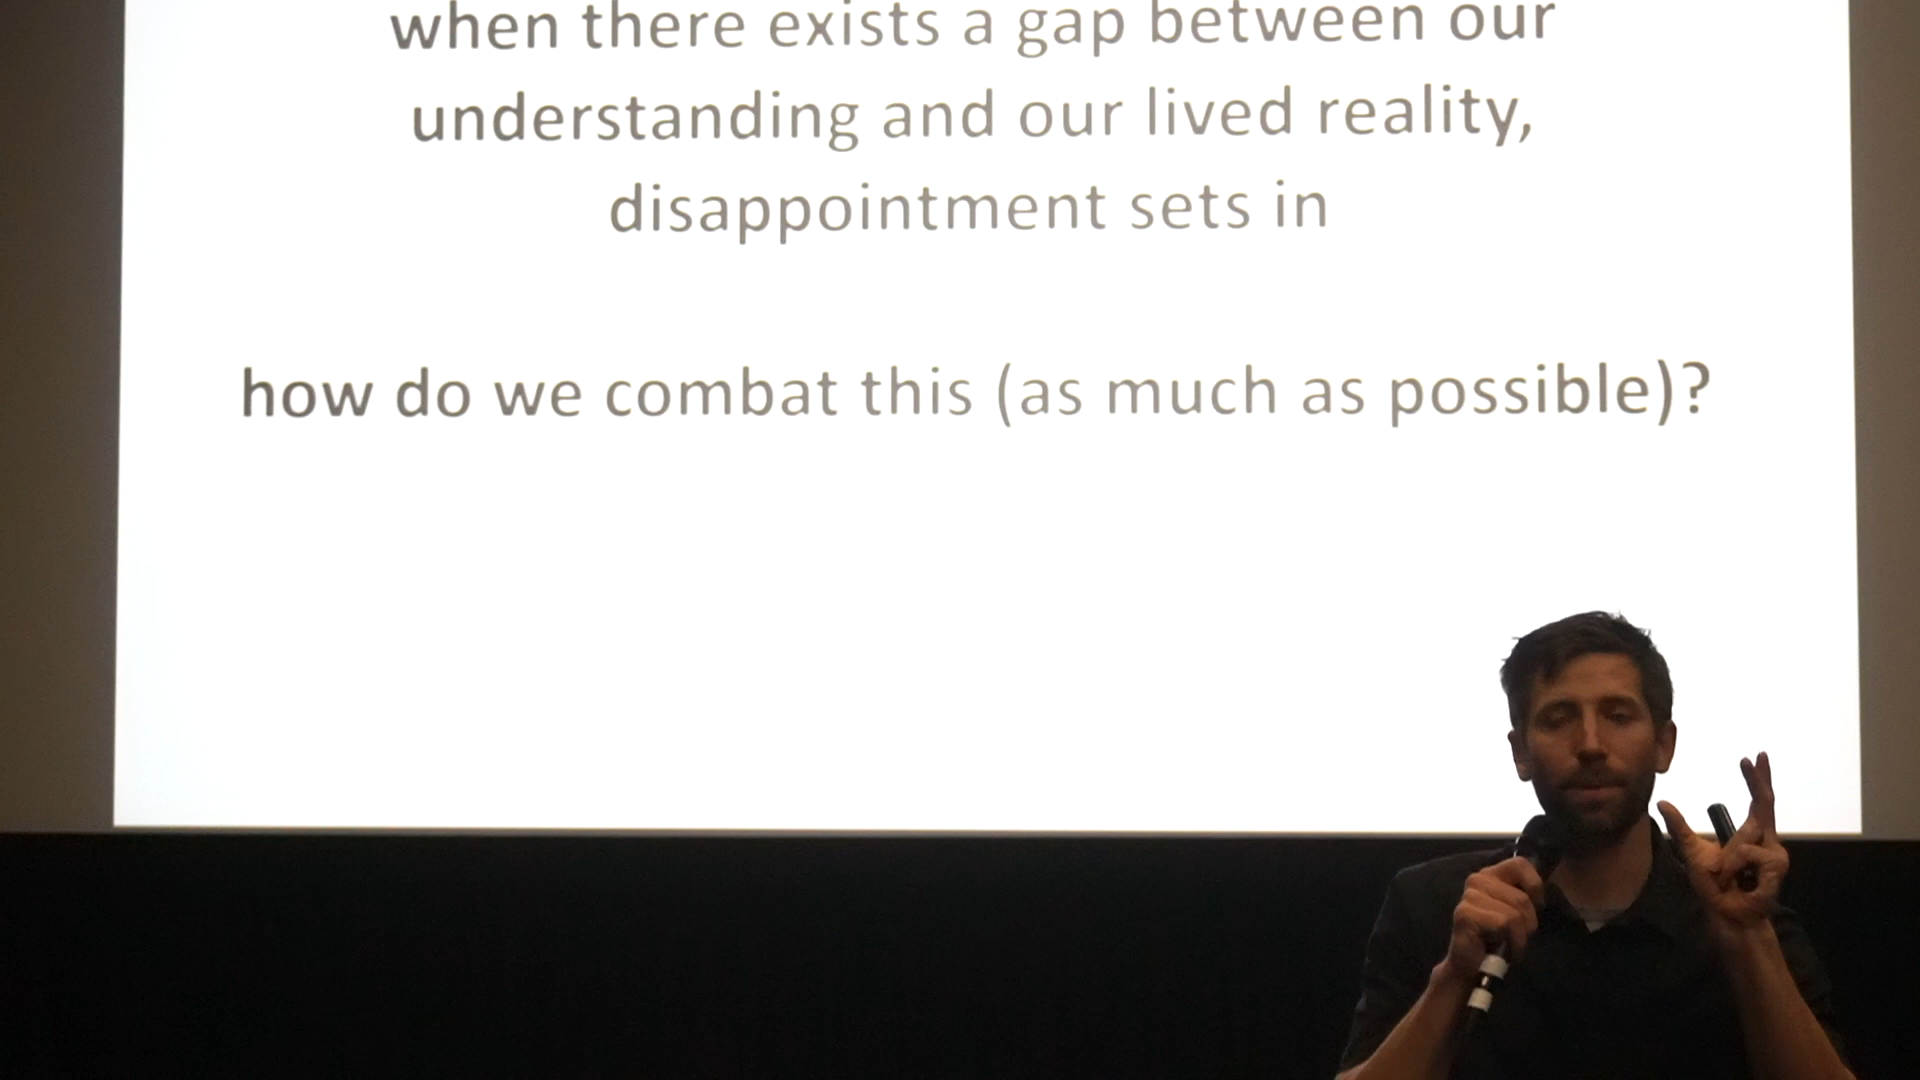 when there exists a gap between our
understanding and our lived reality,
disappointment sets in
how do we combat this (as much as possible)?